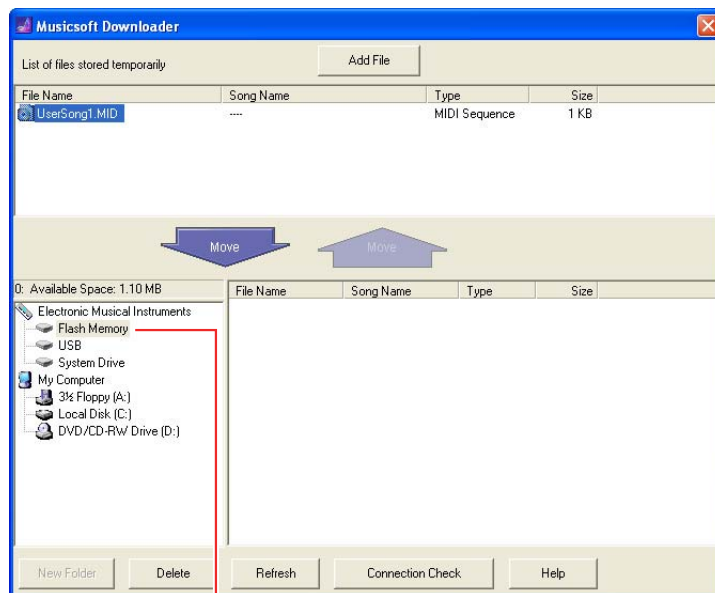 Musicsoft Downloader
List of files stored temporarily
Add File
File Name Song Name Type Size
UserSong1.MID ---- MIDI Sequence 1 KB
Move Move
0: Available Space: 1.10 MB
File Name Song Name Type Size
Electronic Musical Instruments
Flash Memory
USB
System Drive
My Computer
3½ Floppy (A:)
Local Disk (C:)
DVD/CD-RW Drive (D:)
New Folder Delete Refresh Connection Check Help